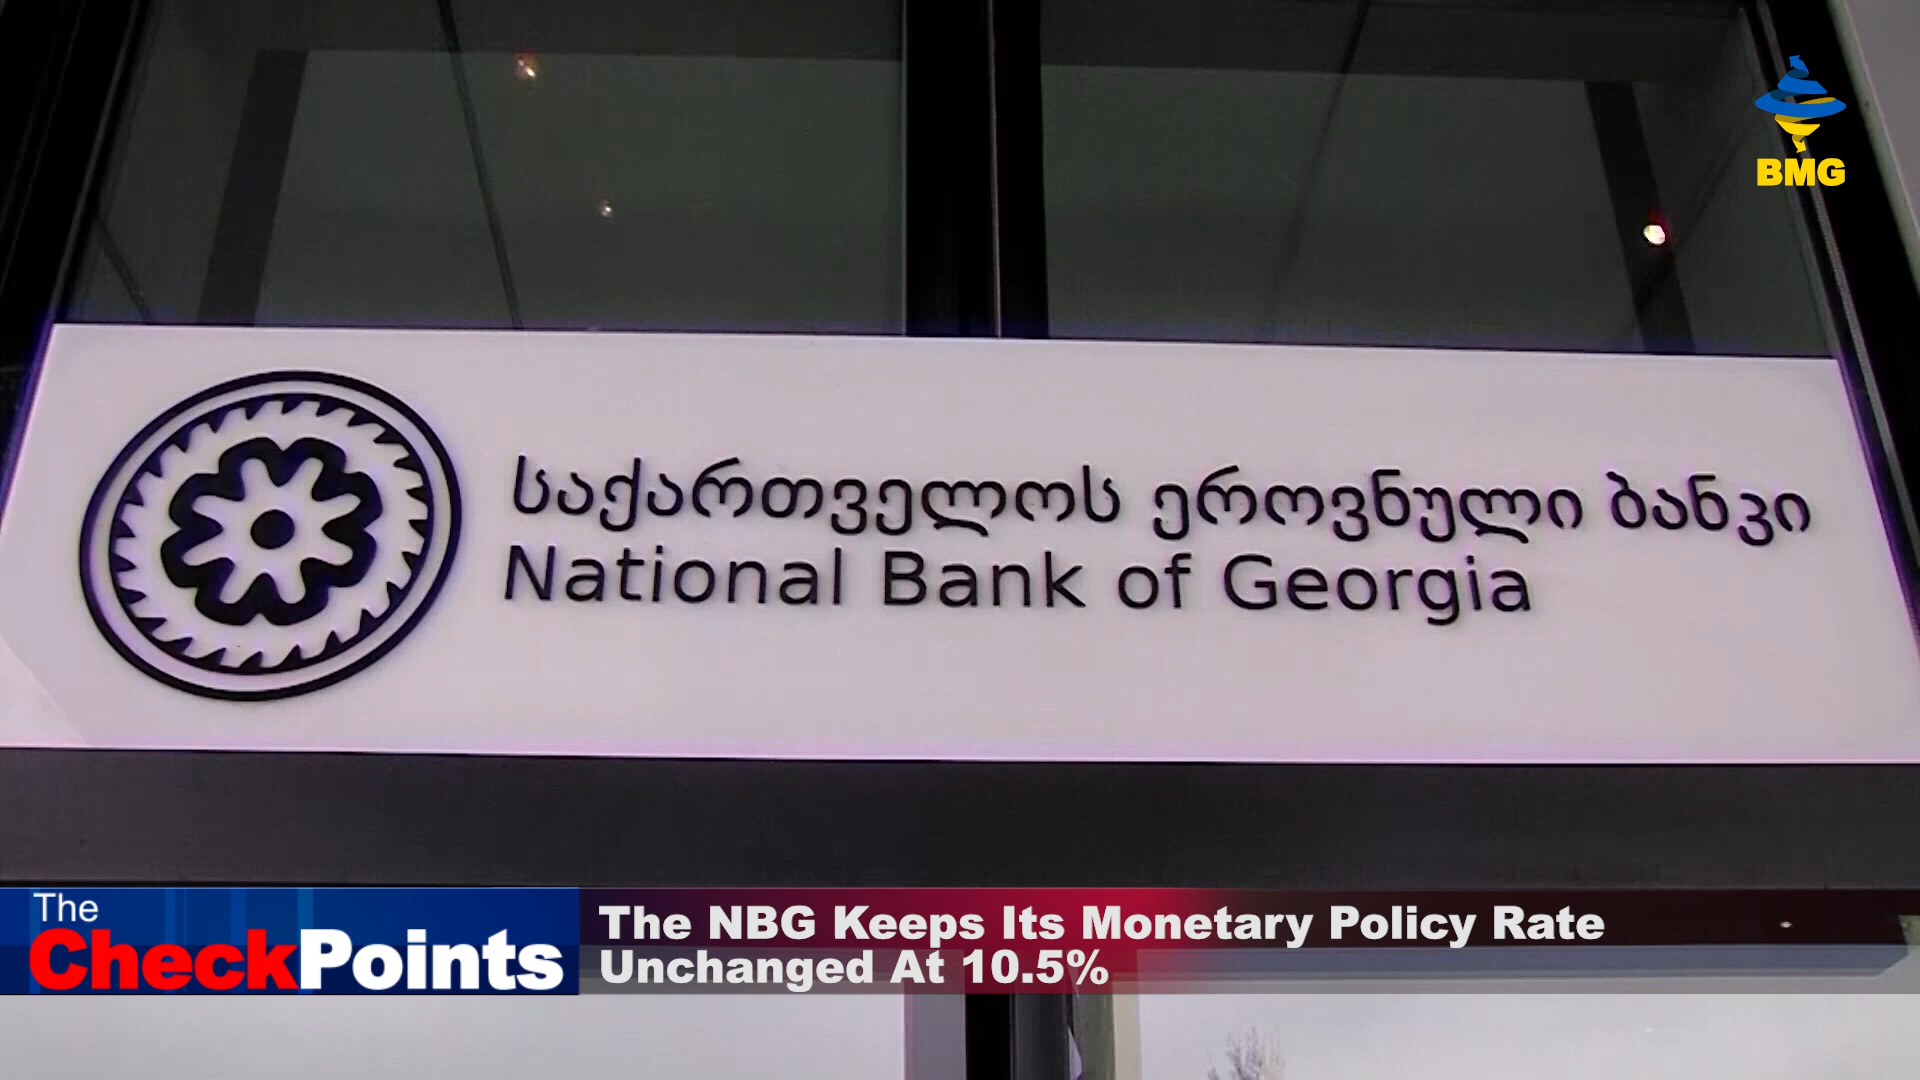 BMG
საქართველოს ეროვნული ბანკი
National Bank of Georgia
The
CheckPoints
The NBG Keeps Its Monetary Policy Rate
Unchanged At 10.5%